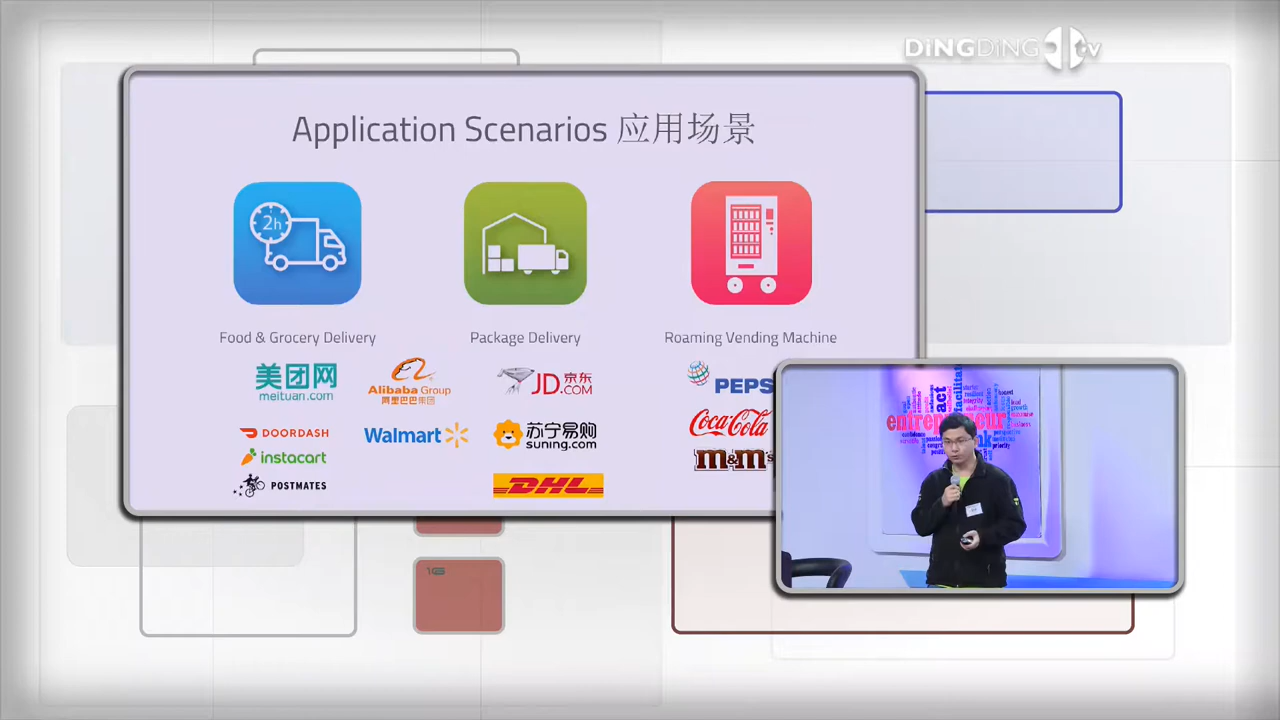 DiNGDiNG tv
Application Scenarios 应用场景
2h
Food & Grocery Delivery
Package Delivery
Roaming Vending Machine
美团网
meituan.com
Alibaba Group
阿里巴巴集团
JD.COM 京东
PEPS
DOORDASH
Walmart
苏宁易购
suning.com
Coca-Cola
instacart
m&m's
POSTMATES
DHL
facilitat
act
entrepreneur